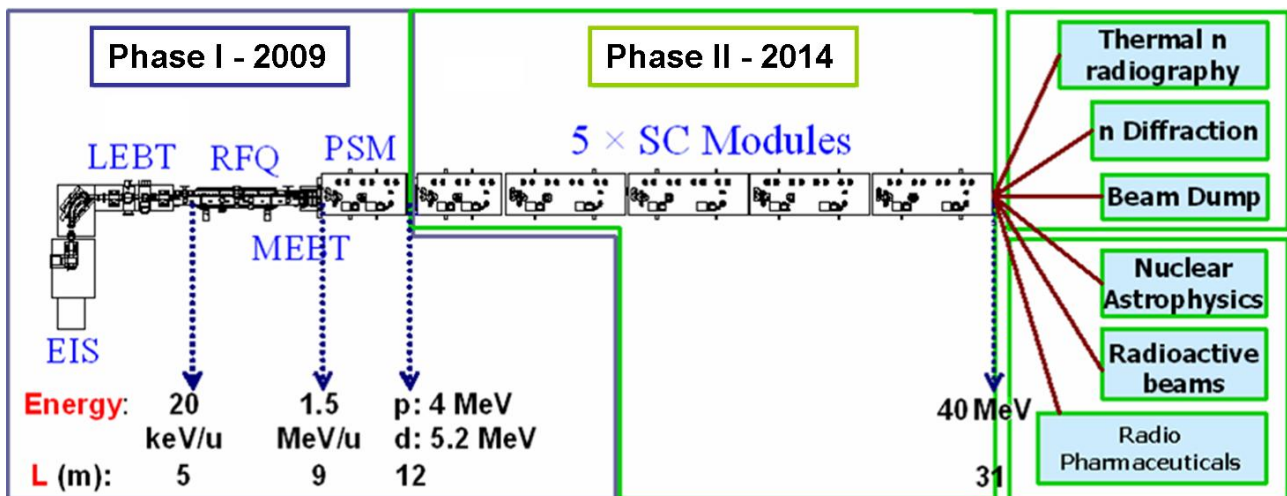 Phase I - 2009
Phase II - 2014
LEBT
RFQ
PSM
5 × SC Modules
MEBT
EIS
Energy:
20
keV/u
1.5
MeV/u
p: 4 MeV
d: 5.2 MeV
40 MeV
L (m):
5
9
12
31
Thermal n
radiography
n Diffraction
Beam Dump
Nuclear
Astrophysics
Radioactive
beams
Radio
Pharmaceuticals